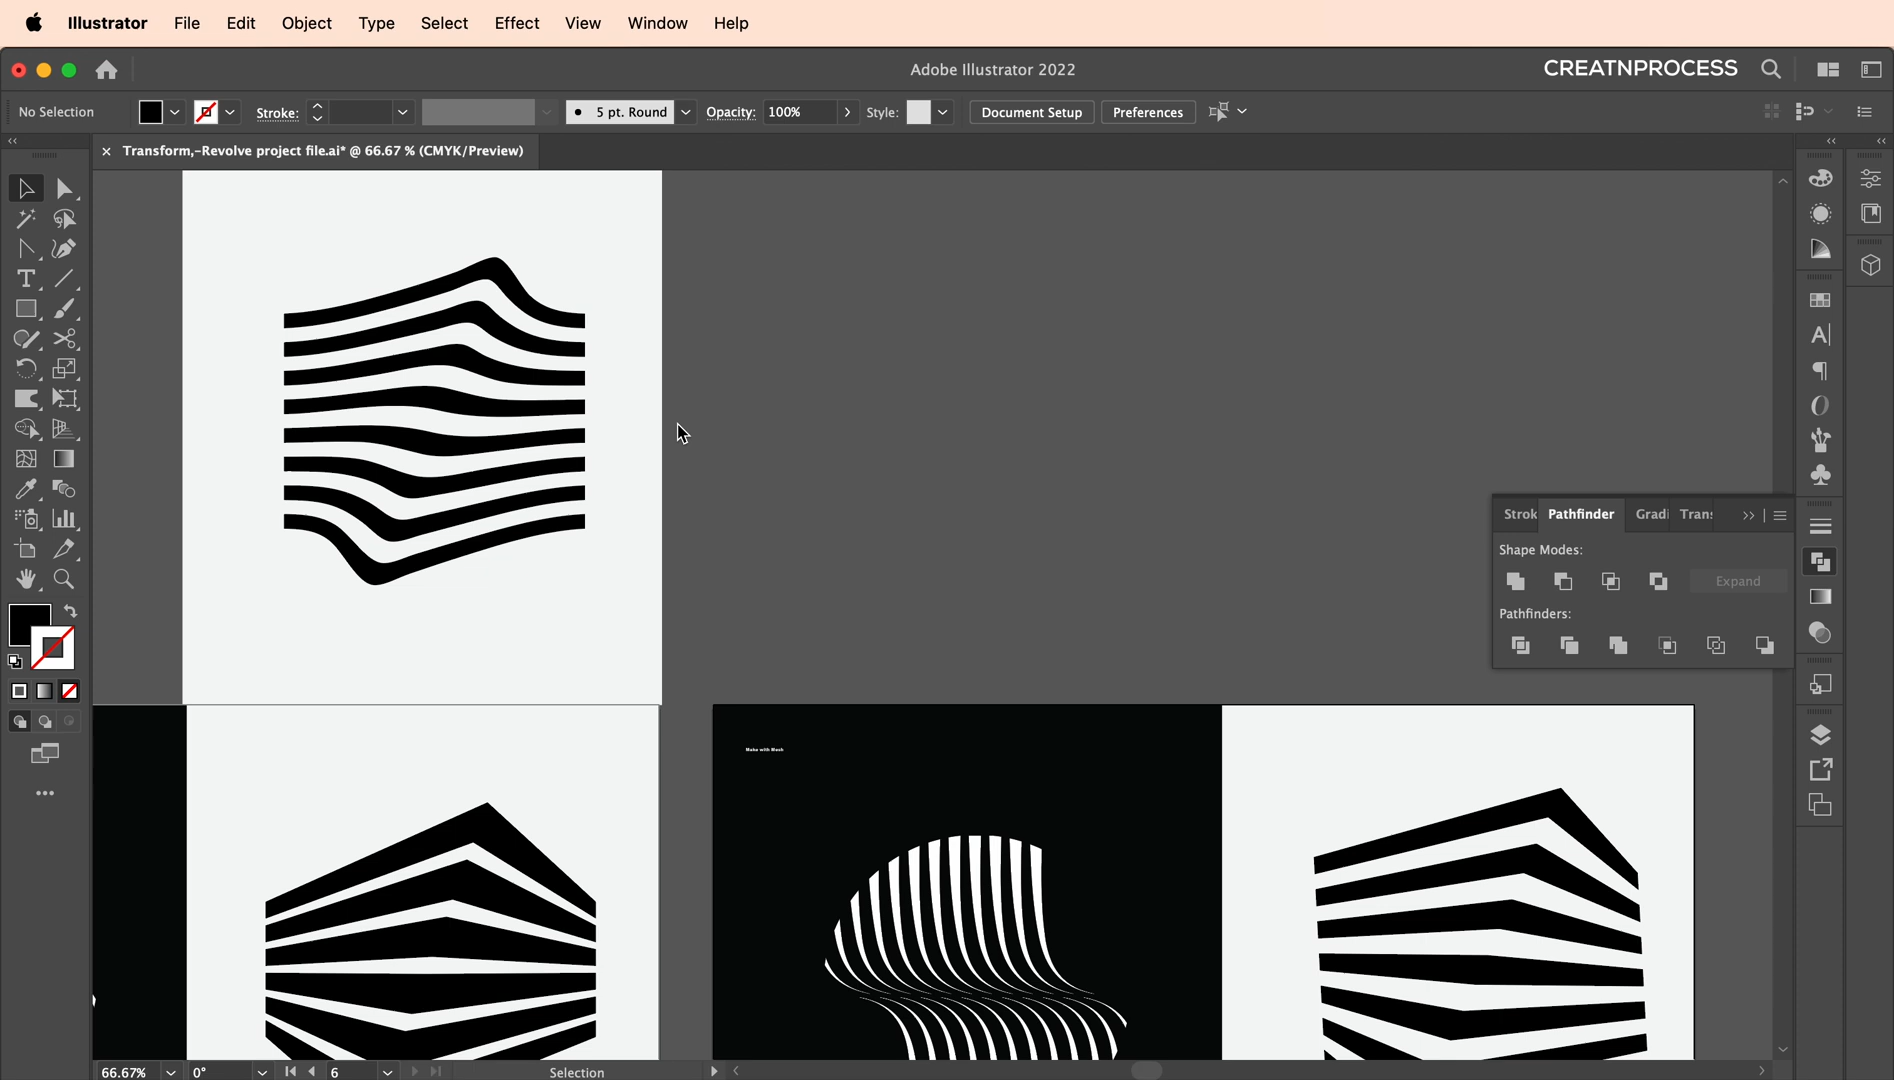 Illustrator File Edit Object Type Select Effect View Window Help
Adobe Illustrator 2022
CREATNPROCESS
No Selection
Stroke:
5 pt. Round
Opacity: 100%
Style:
Document Setup
Preferences
Transform,-Revolve project file.ai* @ 66.67 % (CMYK/Preview)
Strok Pathfinder Gradi Trans
Shape Modes:
Expand
Pathfinders:
Make with Mesh
66.67% 0° 6 Selection